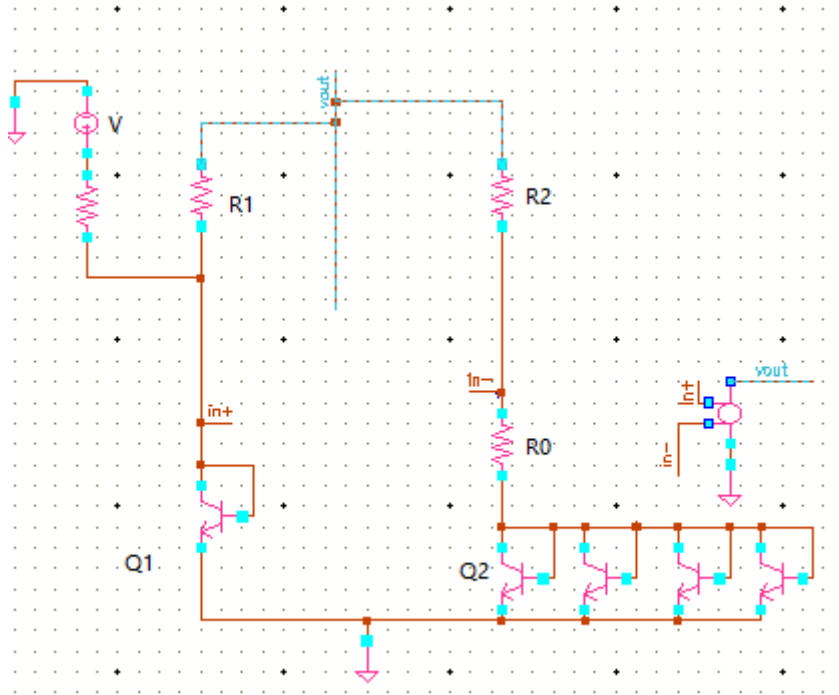 vout
V
R1
R2
in-
vout
in+
in+
R0
in-
Q1
Q2